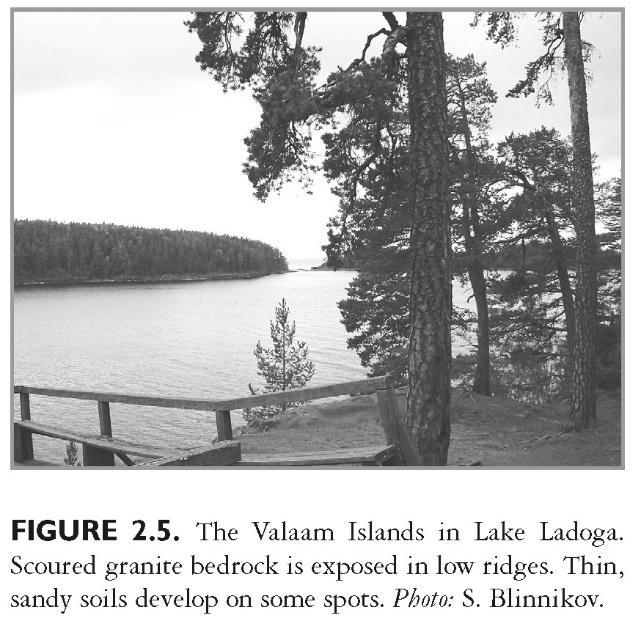 FIGURE 2.5. The Valaam Islands in Lake Ladoga.
Scoured granite bedrock is exposed in low ridges. Thin,
sandy soils develop on some spots. Photo: S. Blinnikov.